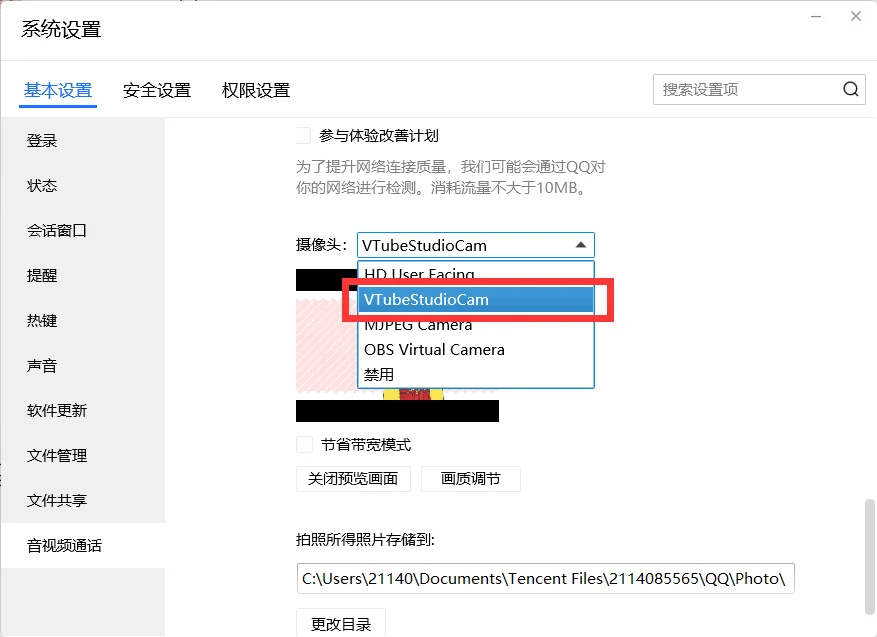 系统设置
基本设置 安全设置 权限设置 搜索设置项
登录
状态
会话窗口
提醒
热键
声音
软件更新
文件管理
文件共享
音视频通话
参与体验改善计划
为了提升网络连接质量，我们可能会通过QQ对
你的网络进行检测。消耗流量不大于10MB。
摄像头： VTubeStudioCam
HD User Facing
VTubeStudioCam
MJPEG Camera
OBS Virtual Camera
禁用
节省带宽模式
关闭预览画面 画质调节
拍照所得照片存储到:
C:\Users\21140\Documents\Tencent Files\2114085565\QQ\Photo\
更改目录